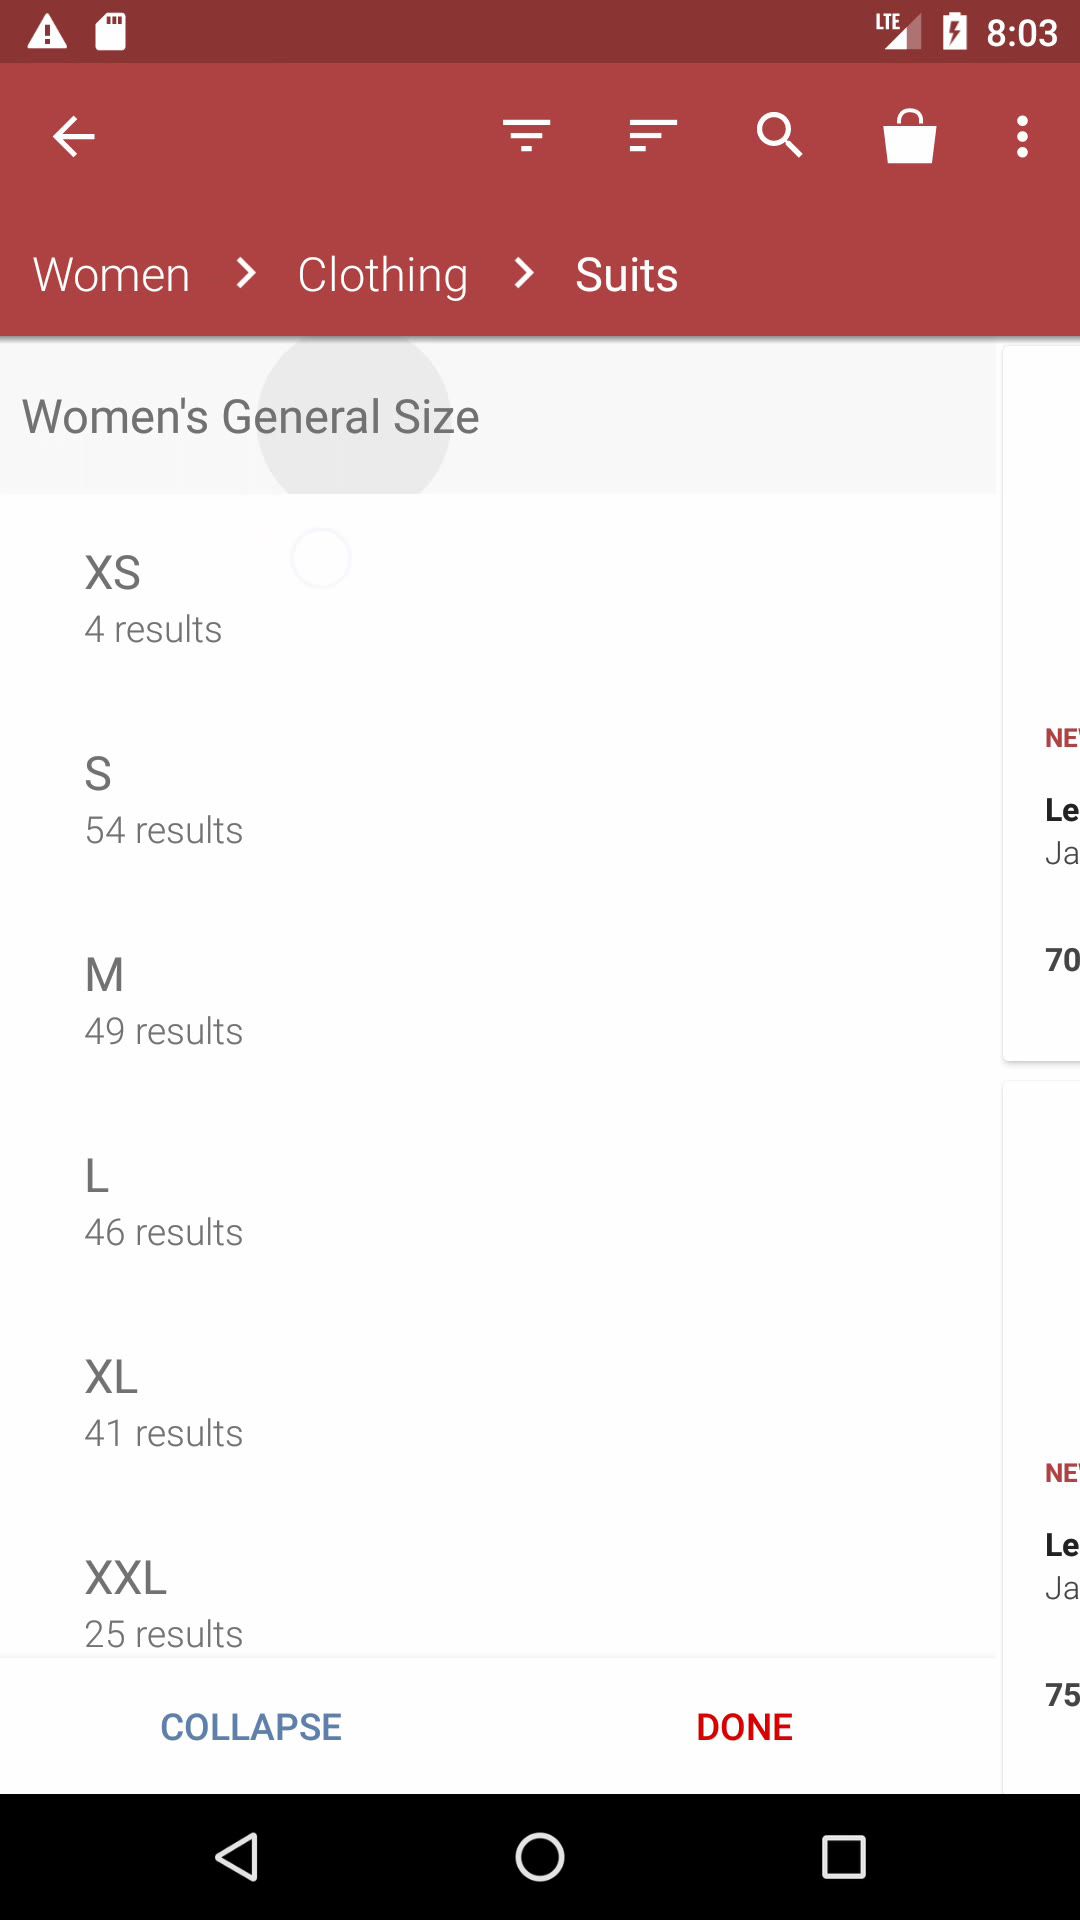 LTE 8:03
Women Clothing Suits
Women's General Size
XS
4 results
S
54 results
NE
Le
Ja
M
49 results
70
L
46 results
XL
41 results
NE
Le
Ja
XXL
25 results
75
COLLAPSE DONE